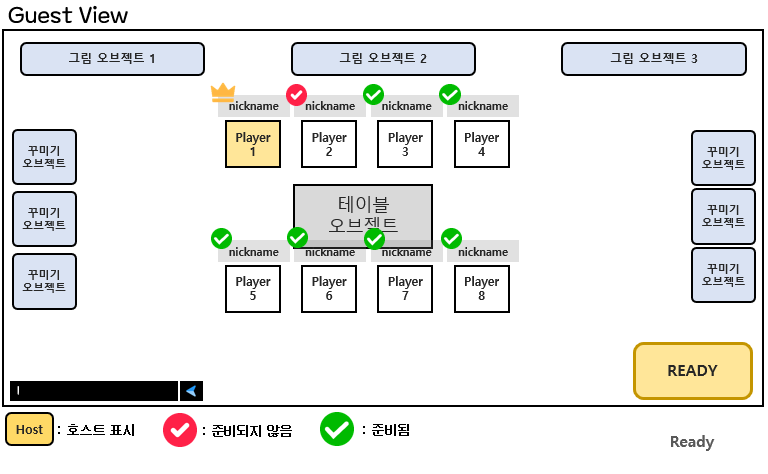 Guest View
그림 오브젝트 1
그림 오브젝트 2
그림 오브젝트 3
nickname
nickname
nickname
nickname
Player
1
Player
2
Player
3
Player
4
꾸미기
오브젝트
꾸미기
오브젝트
꾸미기
오브젝트
테이블
오브젝트
꾸미기
오브젝트
꾸미기
오브젝트
꾸미기
오브젝트
nickname
nickname
nickname
nickname
Player
5
Player
6
Player
7
Player
8
READY
Host : 호스트 표시
: 준비되지 않음
: 준비됨
Ready